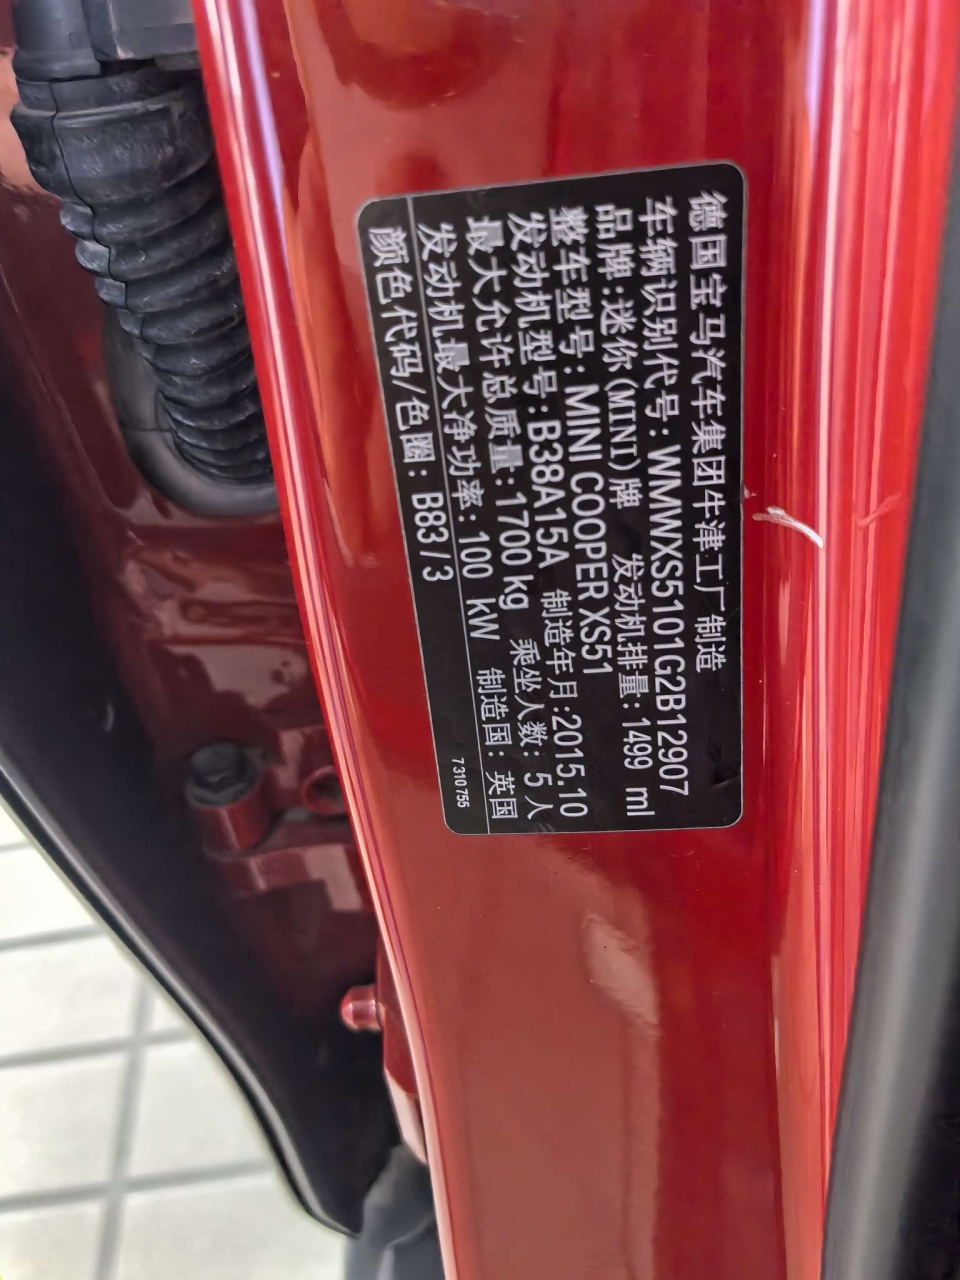 德国宝马汽车集团牛津工厂制造
车辆识别代号: WMWXS5101G2B12907
品牌:迷你(MINI)牌 发动机排量:1499 ml
整车型号: MINI COOPER XS51
发动机型号:B38A15A 制造年月:2015.10
最大允许总质量:1700kg 乘坐人数: 5人
发动机最大净功率:100 kW 制造国: 英国
颜色代码/色圈: B83/3 7310755